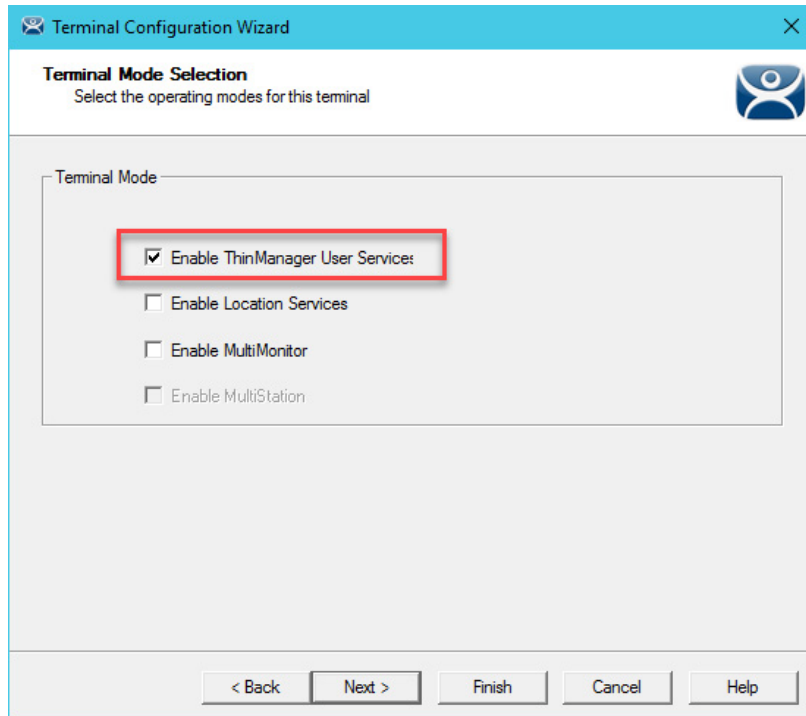 Terminal Configuration Wizard
Terminal Mode Selection
Select the operating modes for this terminal
Terminal Mode
Enable ThinManager User Services
Enable Location Services
Enable MultiMonitor
Enable MultiStation
< Back
Next >
Finish
Cancel
Help